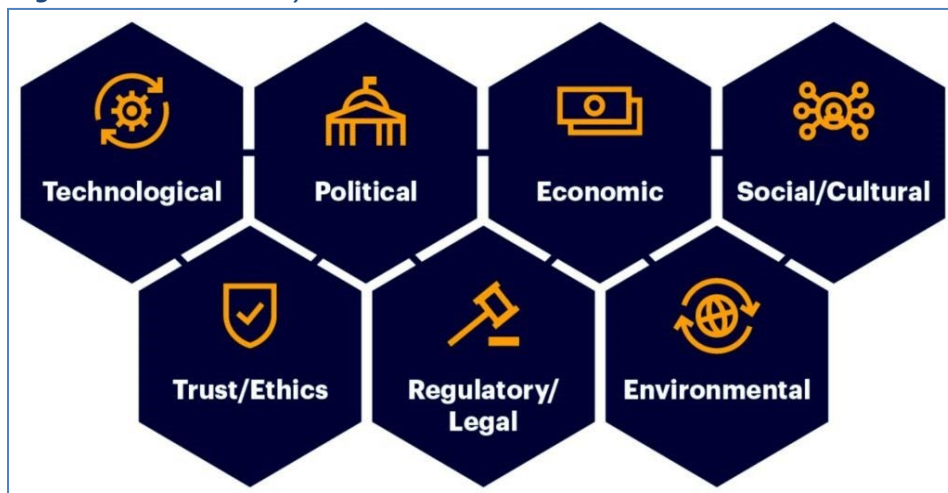 Technological
Political
Economic
Social/Cultural
Trust/Ethics
Regulatory/
Legal
Environmental